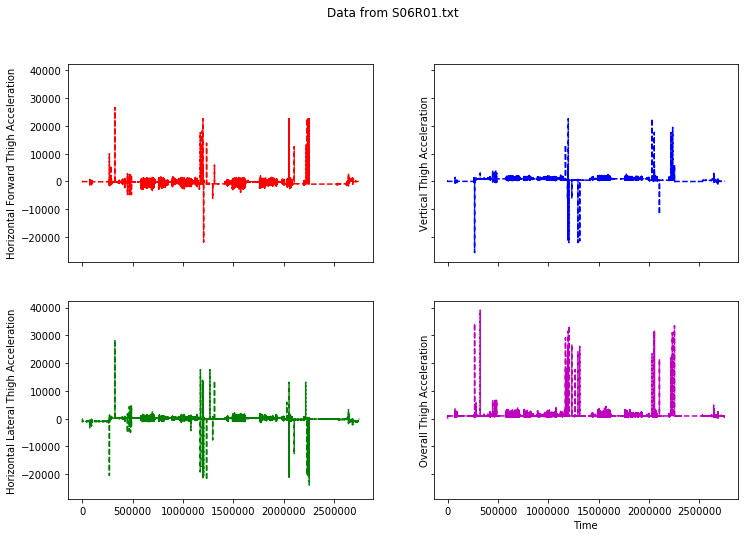 Data from S06R01.txt
Horizontal Forward Thigh Acceleration
40000
30000
20000
10000
0
−10000
−20000
Vertical Thigh Acceleration
Horizontal Lateral Thigh Acceleration
40000
30000
20000
10000
0
−10000
−20000
0 500000 1000000 1500000 2000000 2500000
Overall Thigh Acceleration
0 500000 1000000 1500000 2000000 2500000
Time